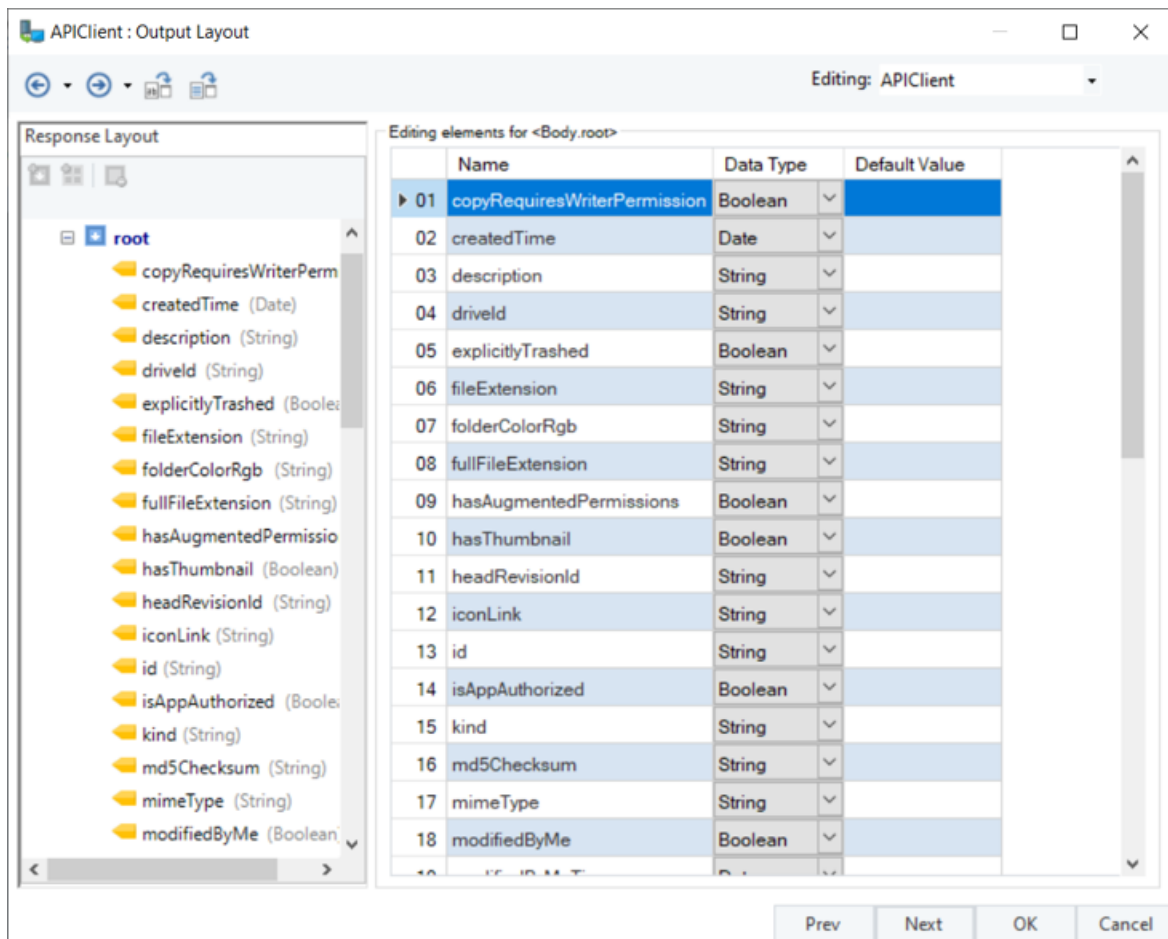 APIClient : Output Layout
Editing: APIClient
Response Layout
root
copyRequiresWriterPerm
createdTime (Date)
description (String)
driveId (String)
explicitlyTrashed (Boolea
fileExtension (String)
folderColorRgb (String)
fullFileExtension (String)
hasAugmentedPermissio
hasThumbnail (Boolean)
headRevisionId (String)
iconLink (String)
id (String)
isAppAuthorized (Boolea
kind (String)
md5Checksum (String)
mimeType (String)
modifiedByMe (Boolean)
Editing elements for <Body.root>
Name Data Type Default Value
01 copyRequiresWriterPermission Boolean
02 createdTime Date
03 description String
04 driveId String
05 explicitlyTrashed Boolean
06 fileExtension String
07 folderColorRgb String
08 fullFileExtension String
09 hasAugmentedPermissions Boolean
10 hasThumbnail Boolean
11 headRevisionId String
12 iconLink String
13 id String
14 isAppAuthorized Boolean
15 kind String
16 md5Checksum String
17 mimeType String
18 modifiedByMe Boolean
Prev Next OK Cancel